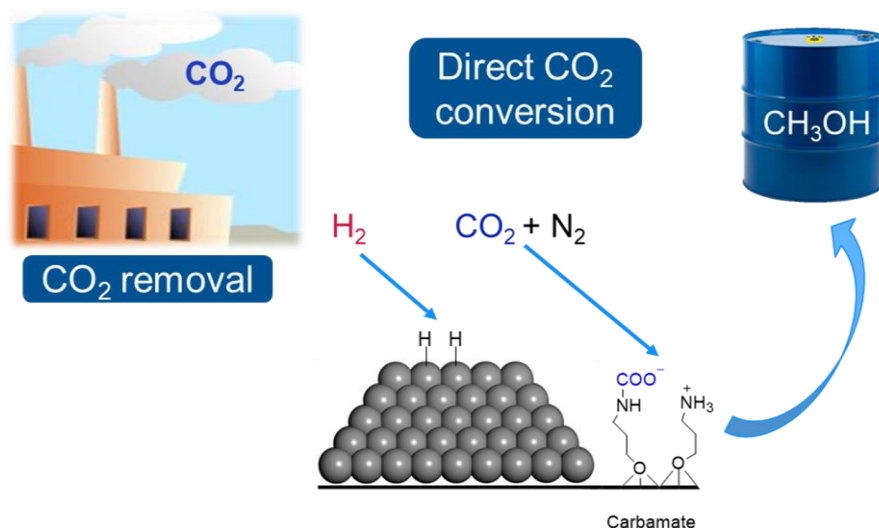 CO₂
Direct CO₂
conversion
CH₃OH
H₂
CO₂ + N₂
CO₂ removal
H H
COO⁻
NH
+
NH₃
O
O
Carbamate